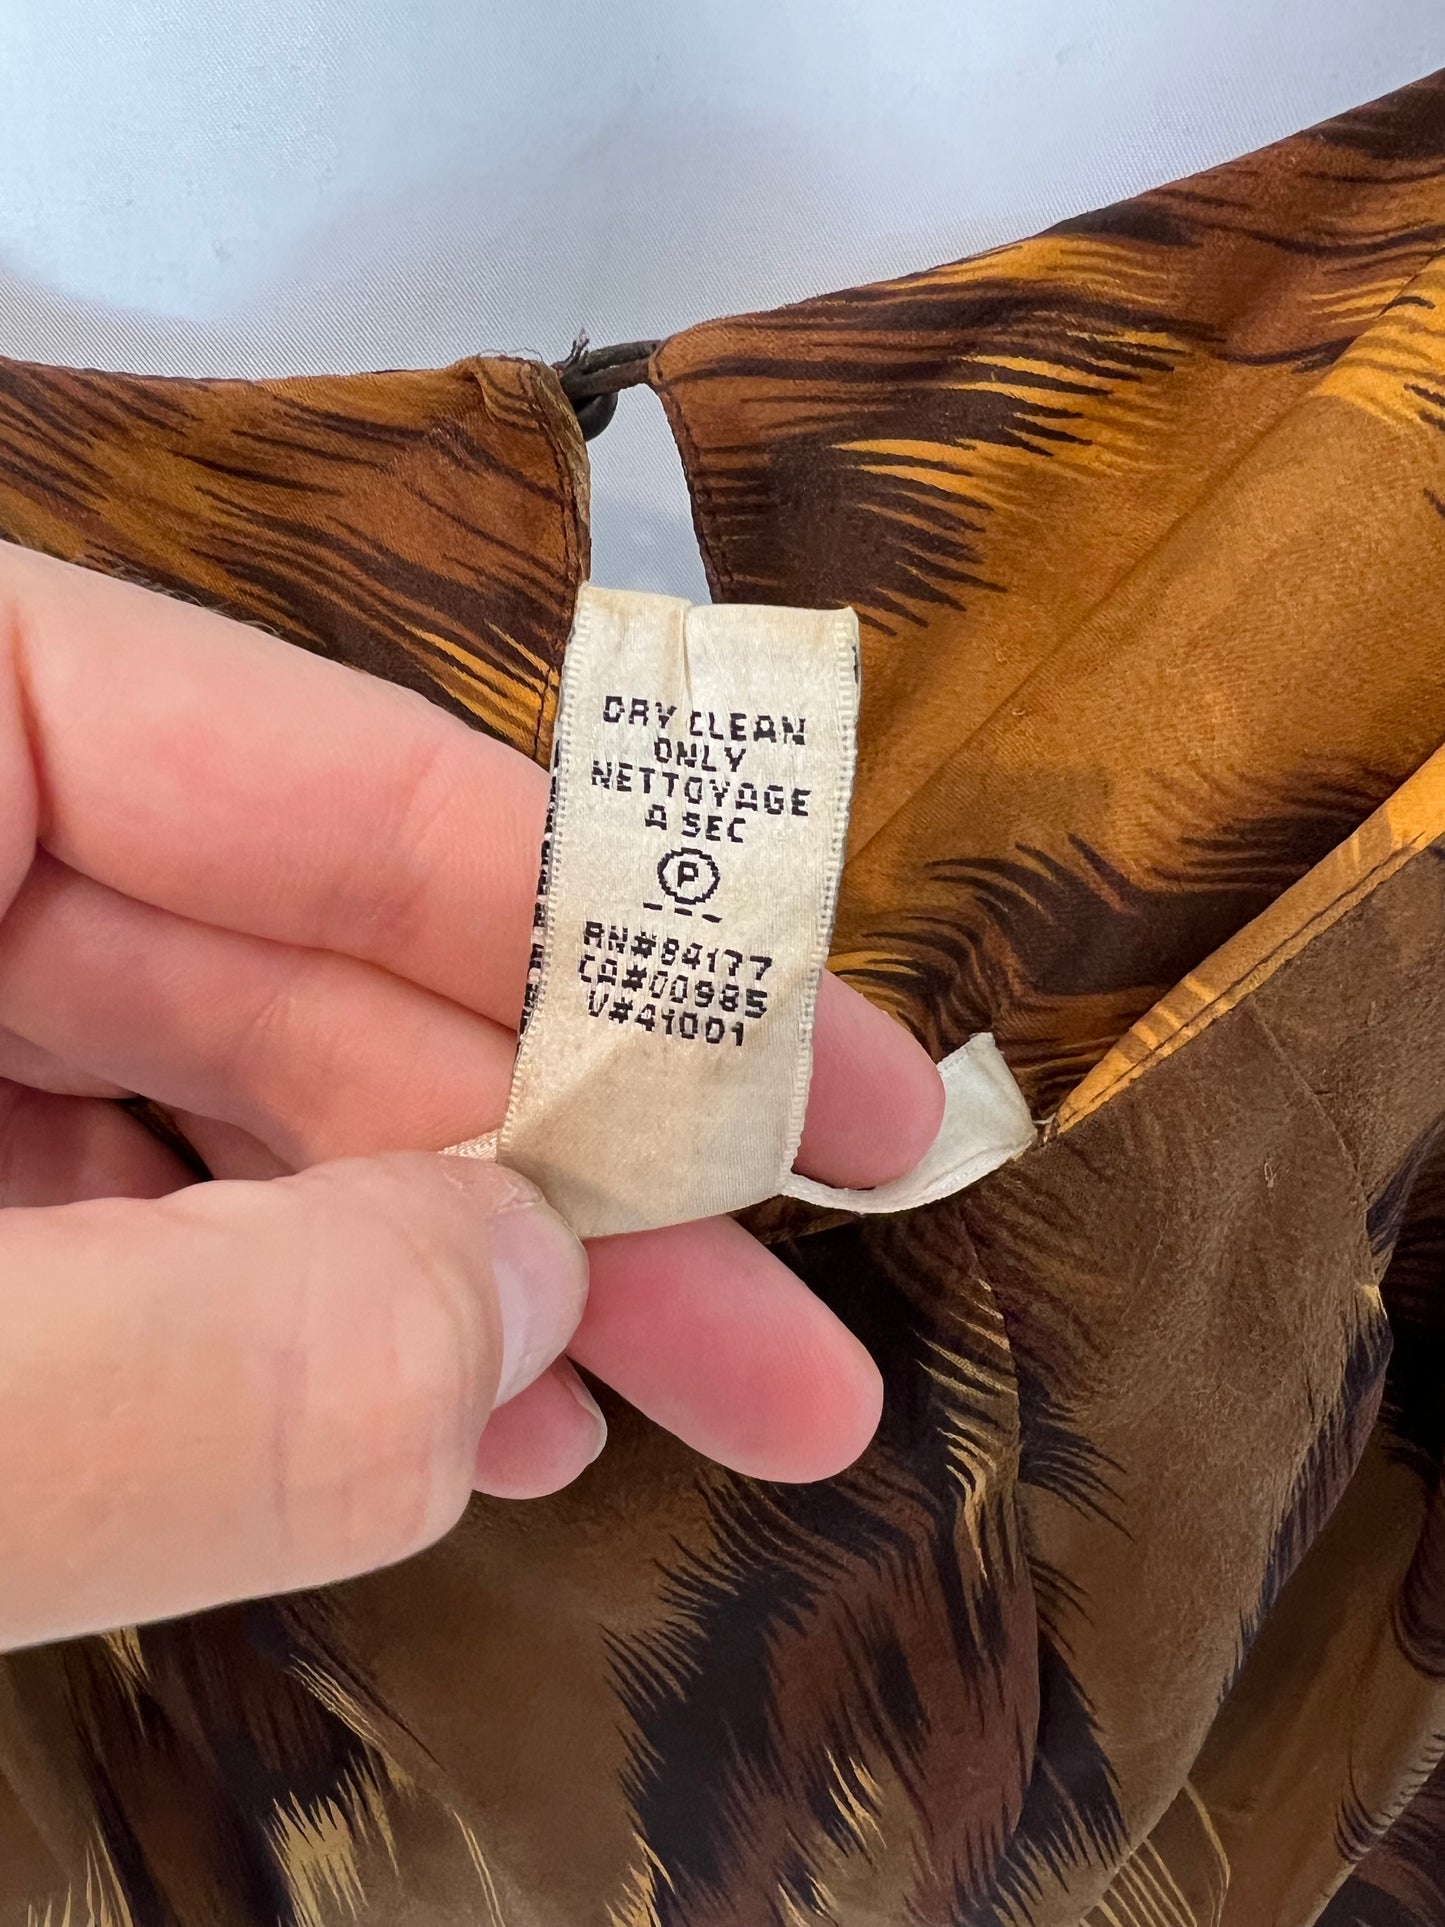 DRY CLEAN
ONLY
NETTOYAGE
A SEC
P
RN#84177
CA#00985
V#41001